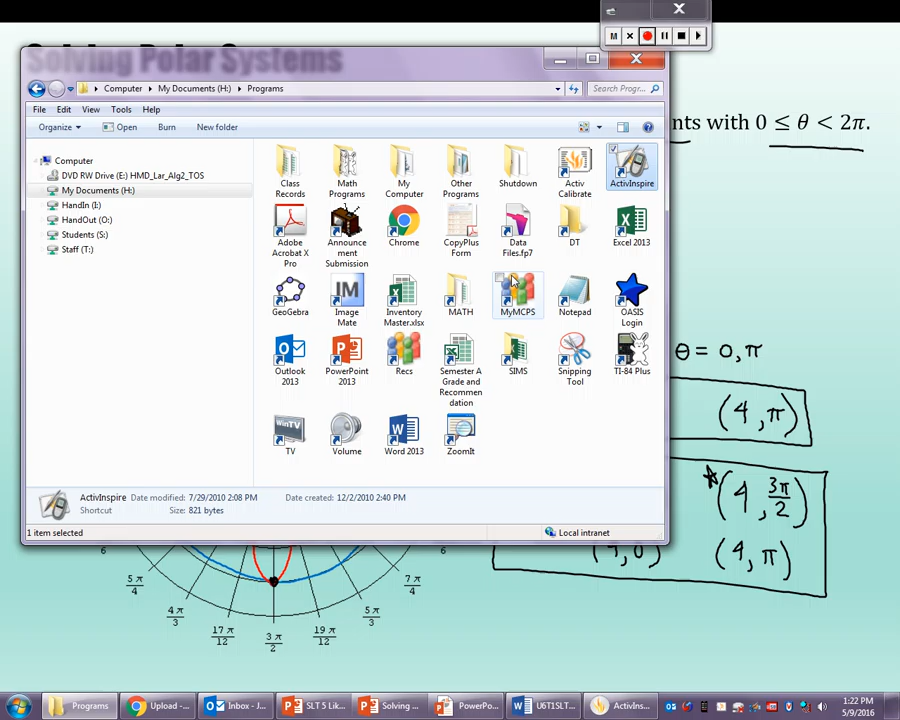 Solving Polar Systems
Computer ▸ My Documents (H:) ▸ Programs
Search Progr...
File Edit View Tools Help
Organize Open Burn New folder
nts with 0 ≤ θ < 2π.
Computer
DVD RW Drive (E:) HMD_Lar_Alg2_TOS
My Documents (H:)
HandIn (I:)
HandOut (O:)
Students (S:)
Staff (T:)
Class Records
Math Programs
My Computer
Other Programs
Shutdown
Activ Calibrate
ActivInspire
Adobe Acrobat X Pro
Announcement Submission
Chrome
CopyPlus Form
Data Files.fp7
DT
Excel 2013
GeoGebra
Image Mate
Inventory Master.xlsx
MATH
MyMCPS
Notepad
OASIS Login
Outlook 2013
PowerPoint 2013
Recs
Semester A Grade and Recommendation
SIMS
Snipping Tool
TI-84 Plus
TV
Volume
Word 2013
ZoomIt
θ = 0, π
(4, π)
(4, 3π/2)
(4, π)
ActivInspire Date modified: 7/29/2010 2:08 PM Date created: 12/2/2010 2:40 PM
Shortcut Size: 821 bytes
1 item selected Local intranet
5π/4
4π/3
17π/12
3π/2
19π/12
5π/3
7π/4
Programs Upload -... Inbox - J... SLT 5 Lik... Solving ... PowerPo... U6T1SLT... ActivIns...
1:22 PM
5/9/2016